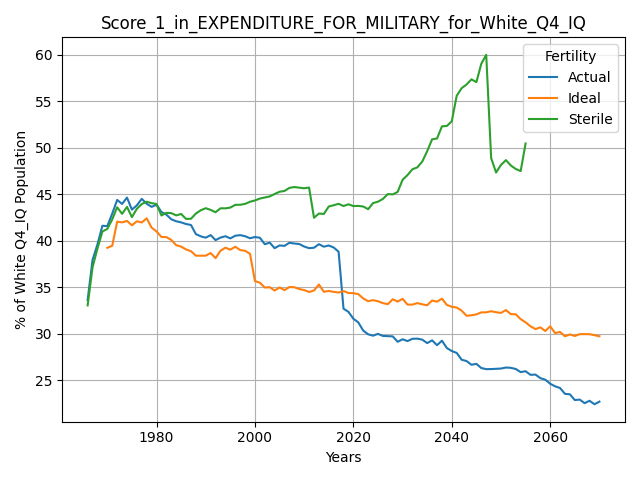 Score_1_in_EXPENDITURE_FOR_MILITARY_for_White_Q4_IQ
Fertility
Actual
Ideal
Sterile
% of White Q4_IQ Population
60
55
50
45
40
35
30
25
1980
2000
2020
2040
2060
Years